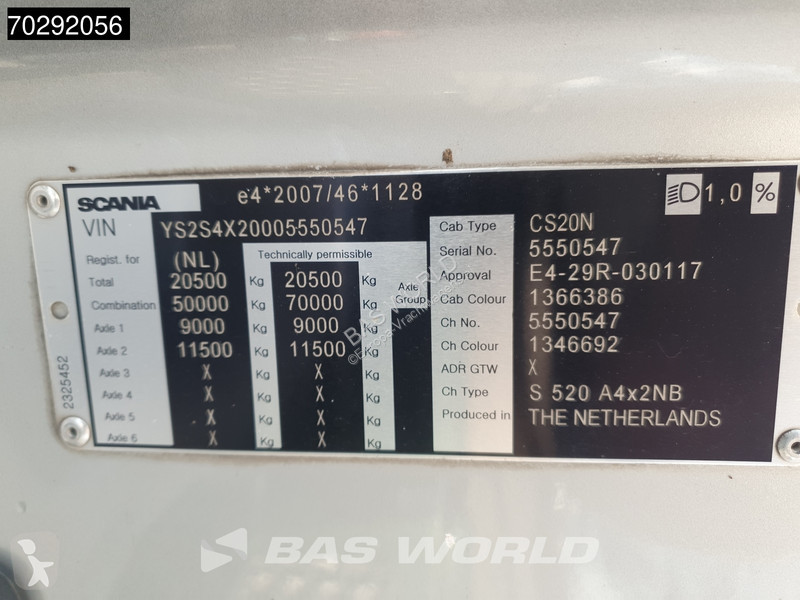 70292056
SCANIA e4*2007/46*1128 1,0 %
VIN YS2S4X20005550547
Regist. for (NL) Technically permissible
Total 20500 Kg 20500 Kg Axle Group
Combination 50000 Kg 70000 Kg
Axle 1 9000 Kg 9000 Kg
Axle 2 11500 Kg 11500 Kg
Axle 3 X Kg X Kg
Axle 4 X Kg X Kg
Axle 5 X Kg X Kg
Axle 6 X Kg X Kg
Cab Type CS20N
Serial No. 5550547
Approval E4-29R-030117
Cab Colour 1366386
Ch No. 5550547
Ch Colour 1346692
ADR GTW X
Ch Type S 520 A4x2NB
Produced in THE NETHERLANDS
2325452
BAS WORLD
BAS WORLD